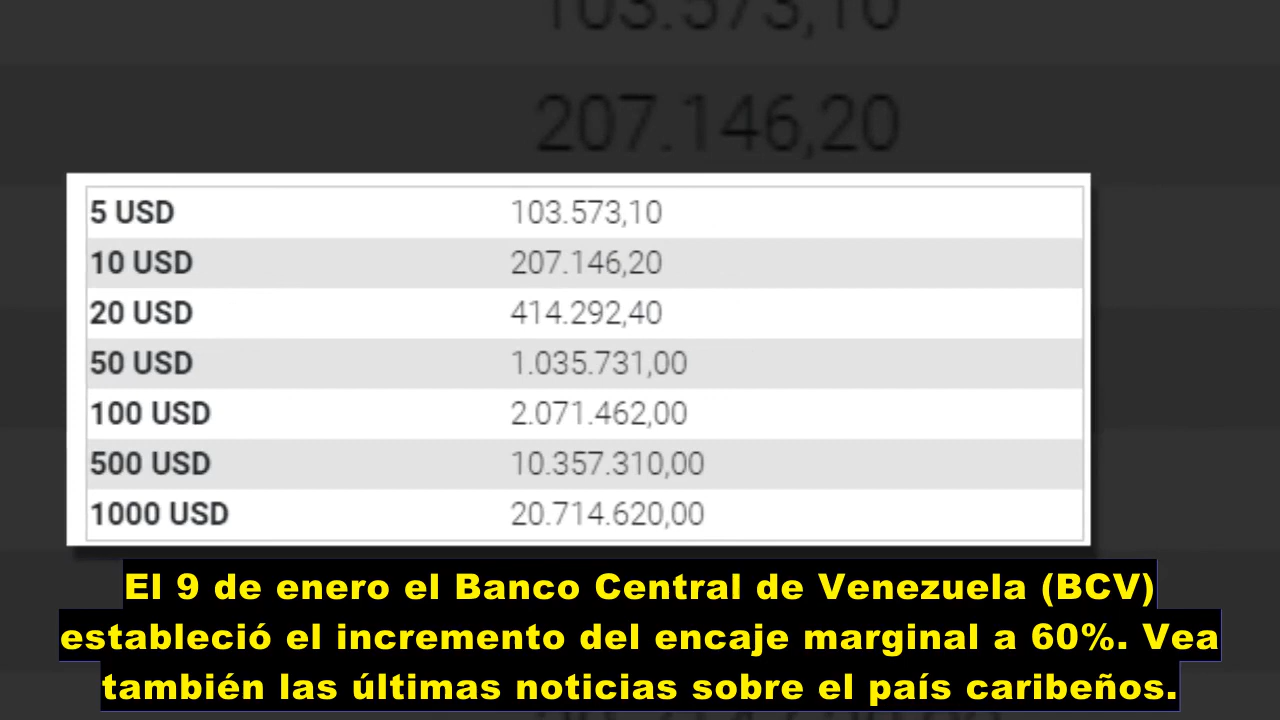 103.573,10
207.146,20
5 USD 103.573,10
10 USD 207.146,20
20 USD 414.292,40
50 USD 1.035.731,00
100 USD 2.071.462,00
500 USD 10.357.310,00
1000 USD 20.714.620,00
El 9 de enero el Banco Central de Venezuela (BCV)
estableció el incremento del encaje marginal a 60%. Vea
también las últimas noticias sobre el país caribeños.